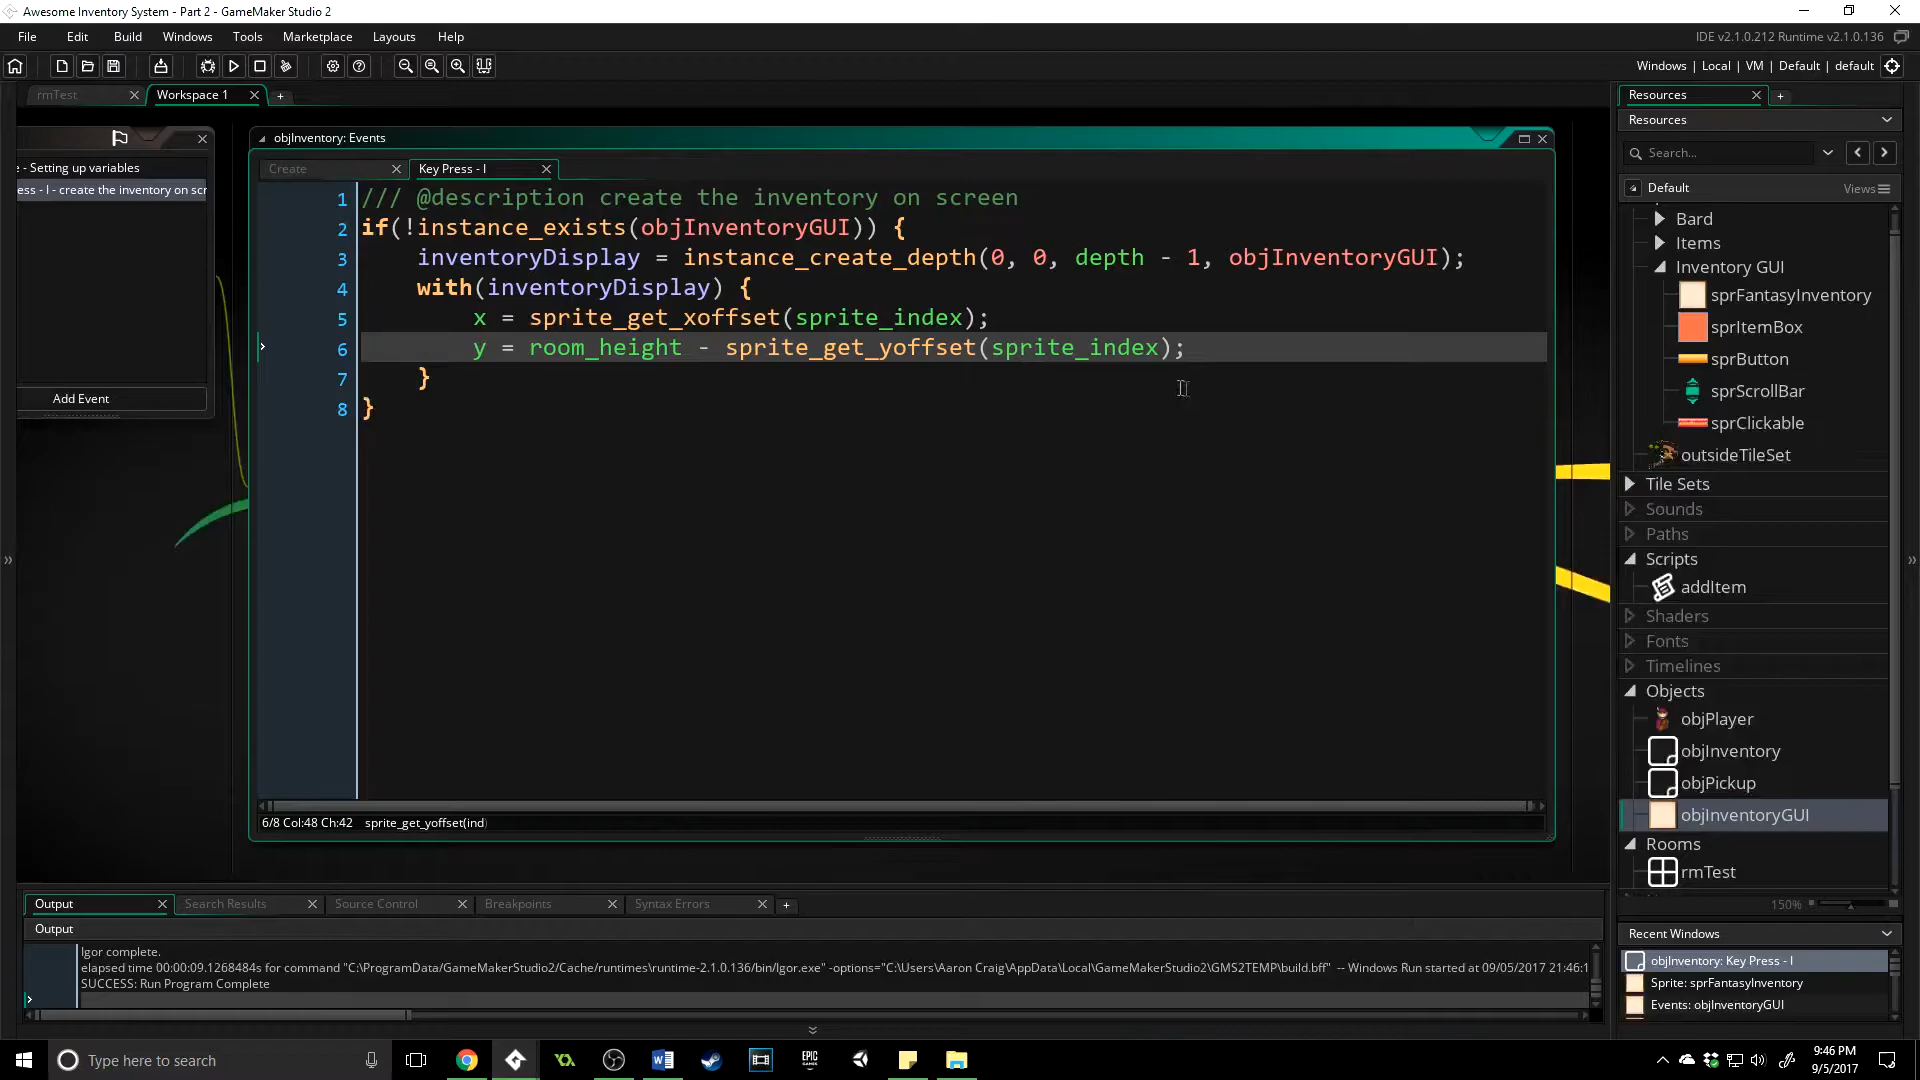 Awesome Inventory System - Part 2 - GameMaker Studio 2
File Edit Build Windows Tools Marketplace Layouts Help
IDE v2.1.0.212 Runtime v2.1.0.136
Windows | Local | VM | Default | default
rmTest
Workspace 1
Resources
Resources
objInventory: Events
e - Setting up variables
ess - I - create the inventory on scr
Add Event
Create
Key Press - I
1 /// @description create the inventory on screen
2 if(!instance_exists(objInventoryGUI)) {
3 inventoryDisplay = instance_create_depth(0, 0, depth - 1, objInventoryGUI);
4 with(inventoryDisplay) {
5 x = sprite_get_xoffset(sprite_index);
6 y = room_height - sprite_get_yoffset(sprite_index);
7 }
8 }
6/8 Col:48 Ch:42 sprite_get_yoffset(ind)
Search...
Default
Views
Bard
Items
Inventory GUI
sprFantasyInventory
sprItemBox
sprButton
sprScrollBar
sprClickable
outsideTileSet
Tile Sets
Sounds
Paths
Scripts
addItem
Shaders
Fonts
Timelines
Objects
objPlayer
objInventory
objPickup
objInventoryGUI
Rooms
rmTest
150%
Recent Windows
objInventory: Key Press - I
Sprite: sprFantasyInventory
Events: objInventoryGUI
Output
Search Results
Source Control
Breakpoints
Syntax Errors
Output
Igor complete.
elapsed time 00:00:09.1268484s for command "C:\ProgramData/GameMakerStudio2/Cache/runtimes\runtime-2.1.0.136/bin/Igor.exe" -options="C:\Users\Aaron Craig\AppData\Local\GameMakerStudio2\GMS2TEMP\build.bff" -- Windows Run started at 09/05/2017 21:46:1
SUCCESS: Run Program Complete
Type here to search
EPIC
GAMES
9:46 PM
9/5/2017